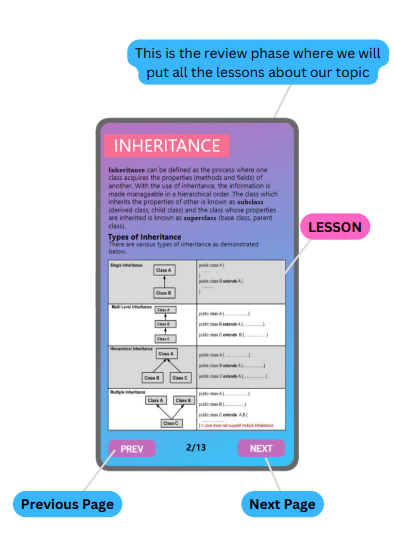 This is the review phase where we will
put all the lessons about our topic
INHERITANCE
Inheritance can be defined as the process where one
class acquires the properties (methods and fields) of
another. With the use of inheritance, the information is
made manageable in a hierarchical order. The class which
inherits the properties of other is known as subclass
(derived class, child class) and the class whose properties
are inherited is known as superclass (base class, parent
class).
LESSON
Types of Inheritance
There are various types of inheritance as demonstrated
below.
Single Inheritance
Class A
Class B
public class A {
..........
}
public class B extends A {
..........
}
Multi Level Inheritance
Class A
Class B
Class C
public class A { ....................}
public class B extends A {....................}
public class C extends B {....................}
Hierarchical Inheritance
Class A
Class B
Class C
public class A { ....................}
public class B extends A {....................}
public class C extends A {....................}
Multiple Inheritance
Class A
Class B
Class C
public class A { ....................}
public class B {....................}
public class C extends A,B {
....................
} // Java does not support multiple Inheritance
PREV
2/13
NEXT
Previous Page
Next Page